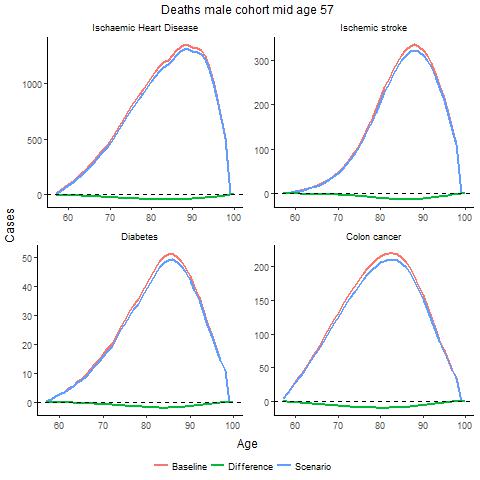 Deaths male cohort mid age 57
Ischaemic Heart Disease
Ischemic stroke
1000
500
0
60 70 80 90 100
300
200
100
0
60 70 80 90 100
Cases
Diabetes
Colon cancer
50
40
30
20
10
0
60 70 80 90 100
200
150
100
50
0
60 70 80 90 100
Age
Baseline Difference Scenario